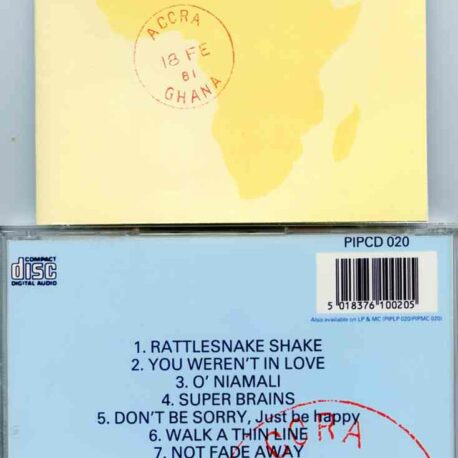 ACCRA
18 FE
81
GHANA
COMPACT
disc
DIGITAL AUDIO
PIPCD 020
5 018376 100205
Also available on LP & MC (PIPLP 020/PIPMC 020)
1. RATTLESNAKE SHAKE
2. YOU WEREN'T IN LOVE
3. O' NIAMALI
4. SUPER BRAINS
5. DON'T BE SORRY, Just be happy
6. WALK A THIN LINE
7. NOT FADE AWAY